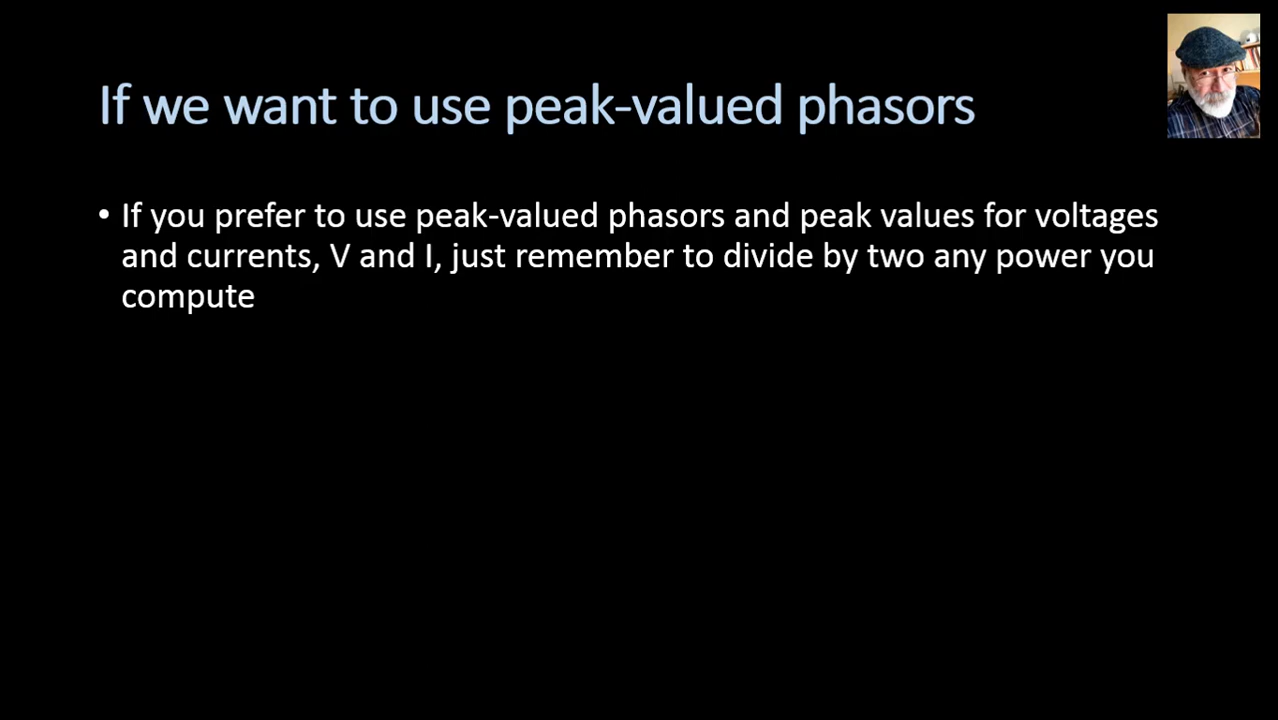 If we want to use peak-valued phasors
• If you prefer to use peak-valued phasors and peak values for voltages
and currents, V and I, just remember to divide by two any power you
compute